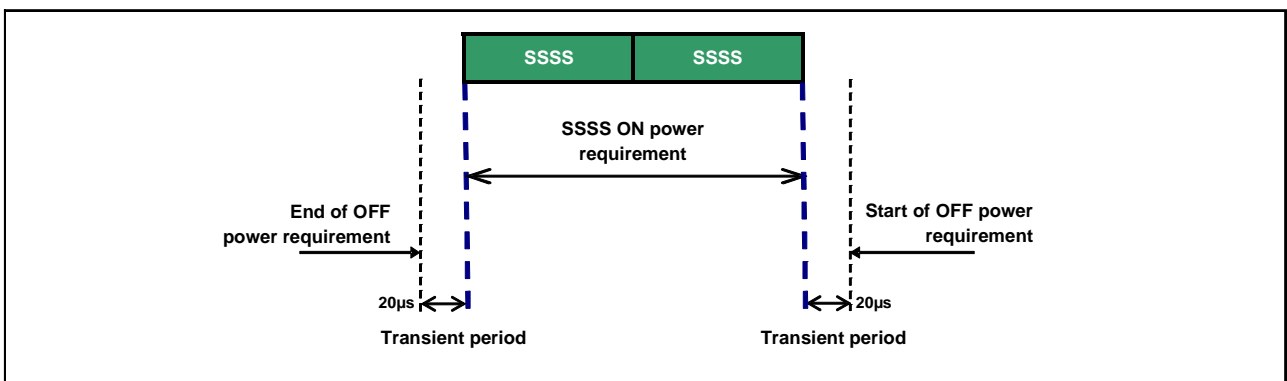 SSSS SSSS
SSSS ON power
requirement
End of OFF
power requirement
Start of OFF power
requirement
20µs
20µs
Transient period
Transient period